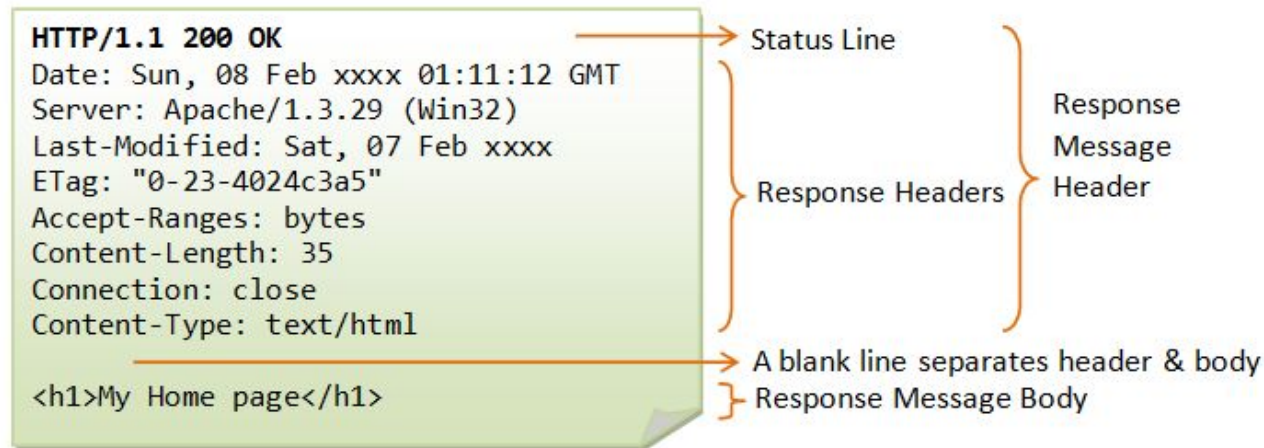 HTTP/1.1 200 OK
Date: Sun, 08 Feb xxxx 01:11:12 GMT
Server: Apache/1.3.29 (Win32)
Last-Modified: Sat, 07 Feb xxxx
ETag: "0-23-4024c3a5"
Accept-Ranges: bytes
Content-Length: 35
Connection: close
Content-Type: text/html
<h1>My Home page</h1>
Status Line
Response Headers
Response
Message
Header
A blank line separates header & body
Response Message Body